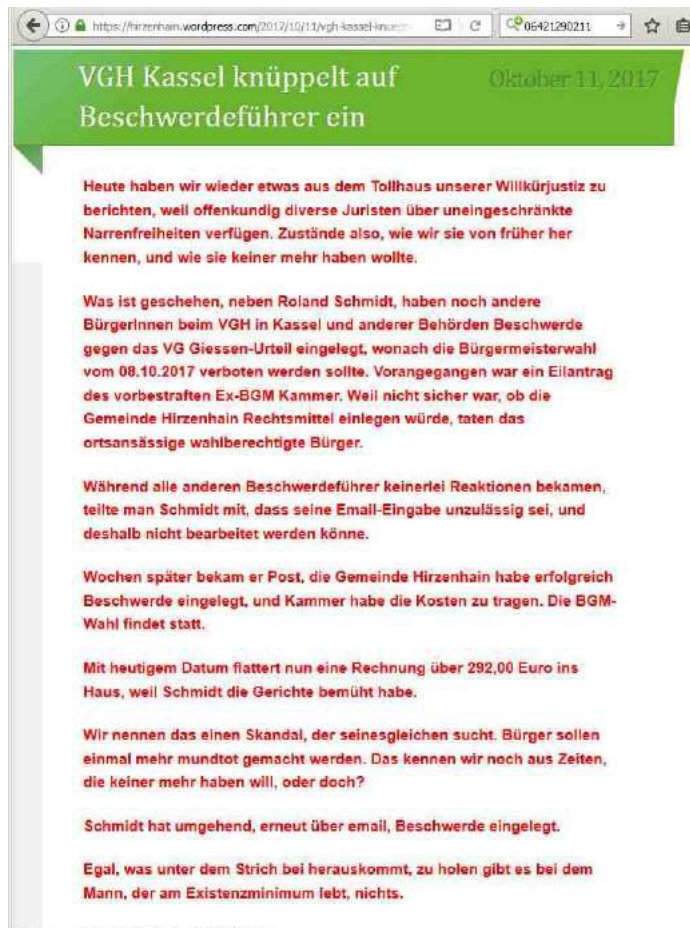 https://hirzenhain.wordpress.com/2017/10/11/vgh-kassel-knue
06421290211
VGH Kassel knüppelt auf
Beschwerdeführer ein
Oktober 11, 2017
Heute haben wir wieder etwas aus dem Tollhaus unserer Willkürjustiz zu
berichten, weil offenkundig diverse Juristen über uneingeschränkte
Narrenfreiheiten verfügen. Zustände also, wie wir sie von früher her
kennen, und wie sie keiner mehr haben wollte.
Was ist geschehen, neben Roland Schmidt, haben noch andere
BürgerInnen beim VGH in Kassel und anderer Behörden Beschwerde
gegen das VG Giessen-Urteil eingelegt, wonach die Bürgermeisterwahl
vom 08.10.2017 verboten werden sollte. Vorangegangen war ein Eilantrag
des vorbestraften Ex-BGM Kammer. Weil nicht sicher war, ob die
Gemeinde Hirzenhain Rechtsmittel einlegen würde, taten das
ortsansässige wahlberechtigte Bürger.
Während alle anderen Beschwerdeführer keinerlei Reaktionen bekamen,
teilte man Schmidt mit, dass seine Email-Eingabe unzulässig sei, und
deshalb nicht bearbeitet werden könne.
Wochen später bekam er Post, die Gemeinde Hirzenhain habe erfolgreich
Beschwerde eingelegt, und Kammer habe die Kosten zu tragen. Die BGM-
Wahl findet statt.
Mit heutigem Datum flattert nun eine Rechnung über 292,00 Euro ins
Haus, weil Schmidt die Gerichte bemüht habe.
Wir nennen das einen Skandal, der seinesgleichen sucht. Bürger sollen
einmal mehr mundtot gemacht werden. Das kennen wir noch aus Zeiten,
die keiner mehr haben will, oder doch?
Schmidt hat umgehend, erneut über email, Beschwerde eingelegt.
Egal, was unter dem Strich bei herauskommt, zu holen gibt es bei dem
Mann, der am Existenzminimum lebt, nichts.